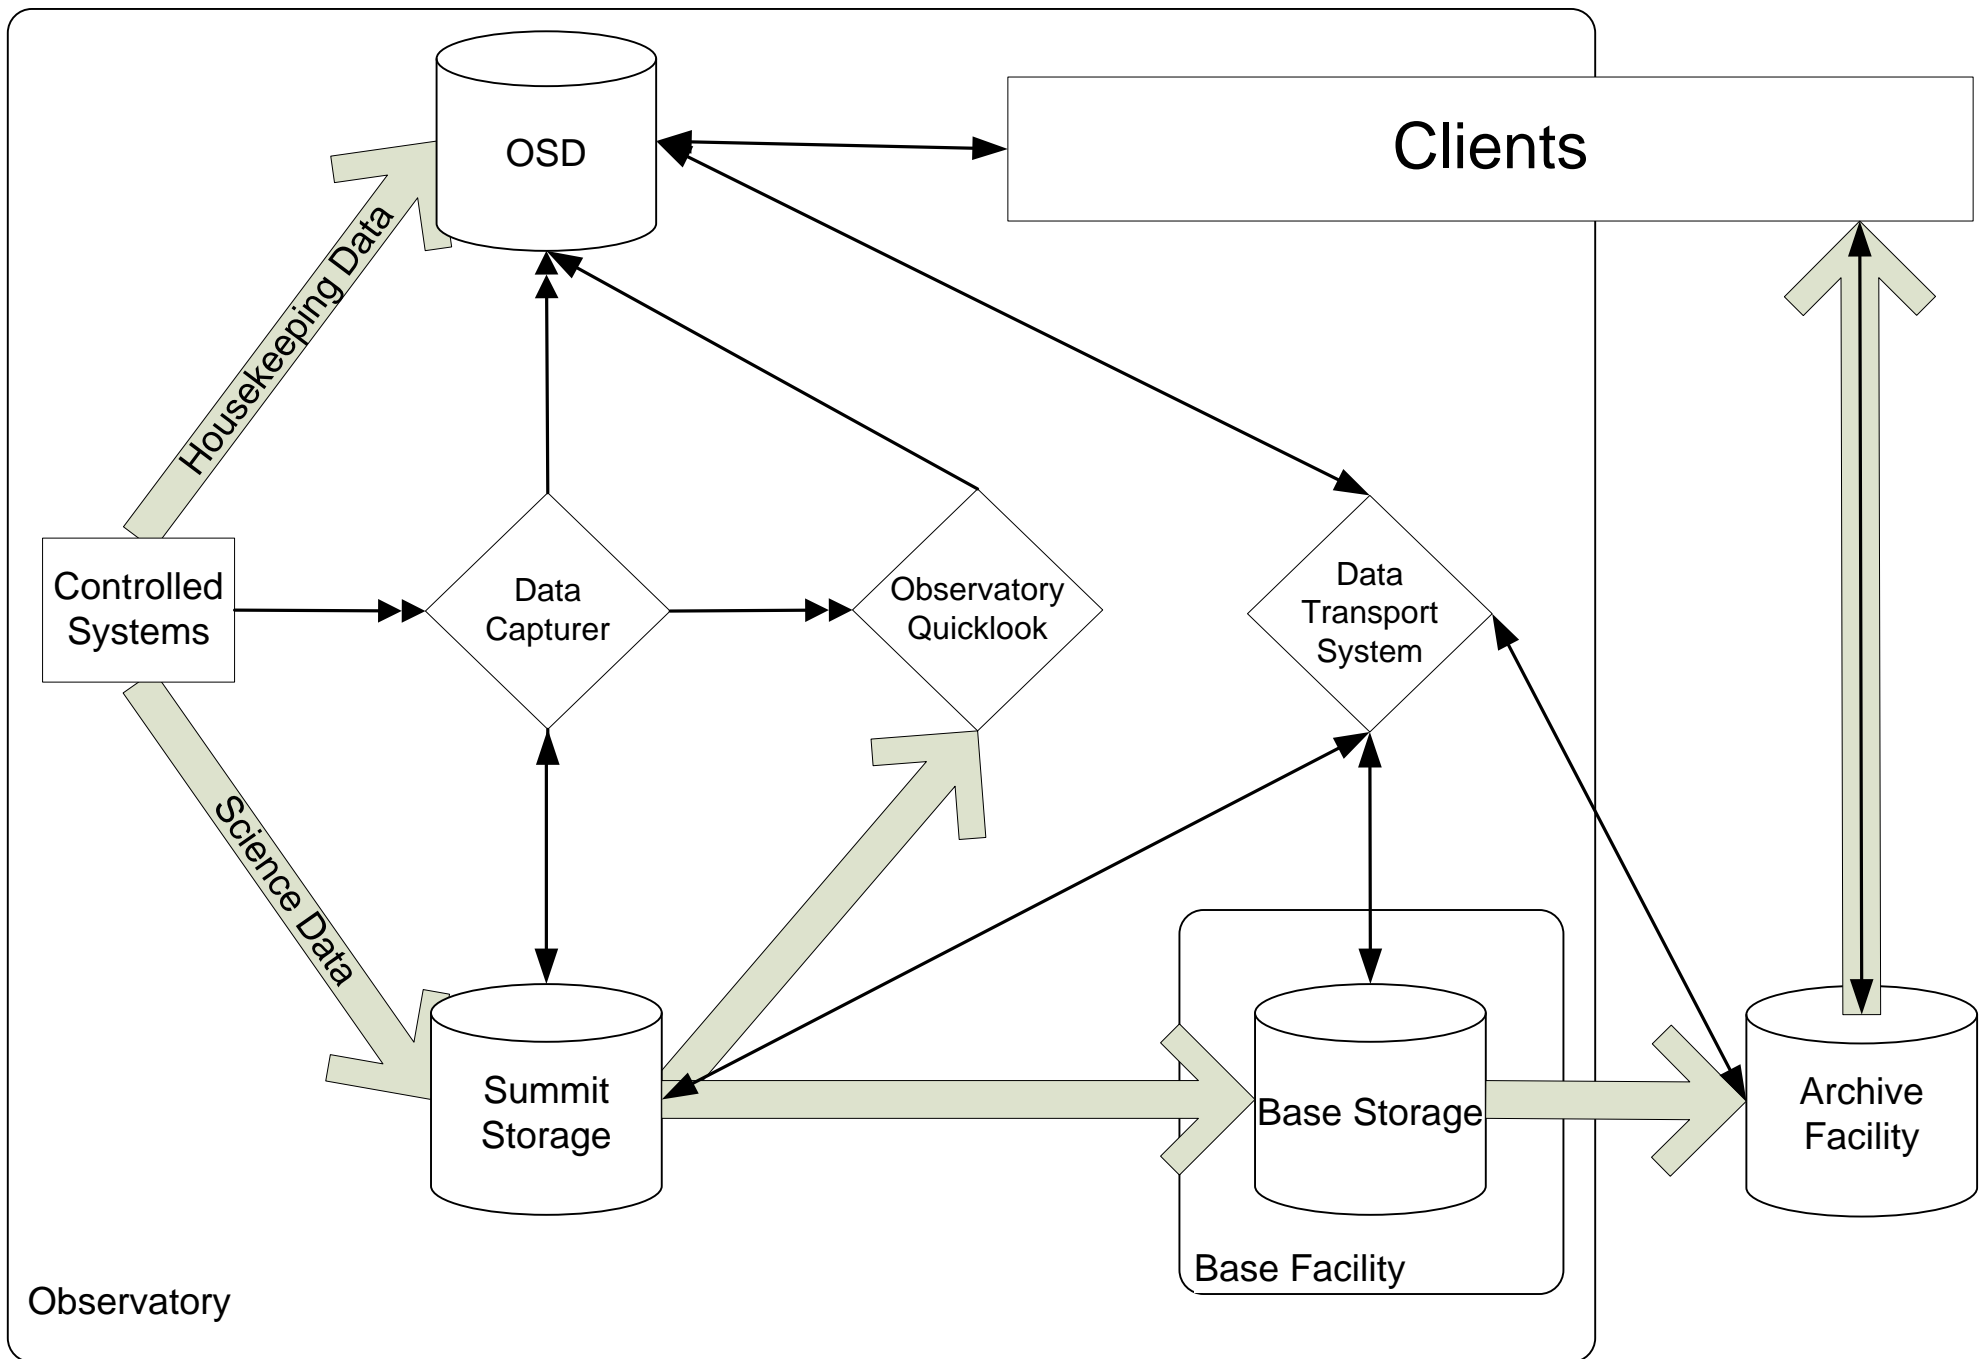 OSD
Clients
Housekeeping Data
Controlled
Systems
Data
Capturer
Observatory
Quicklook
Data
Transport
System
Science Data
Summit
Storage
Base Storage
Archive
Facility
Base Facility
Observatory